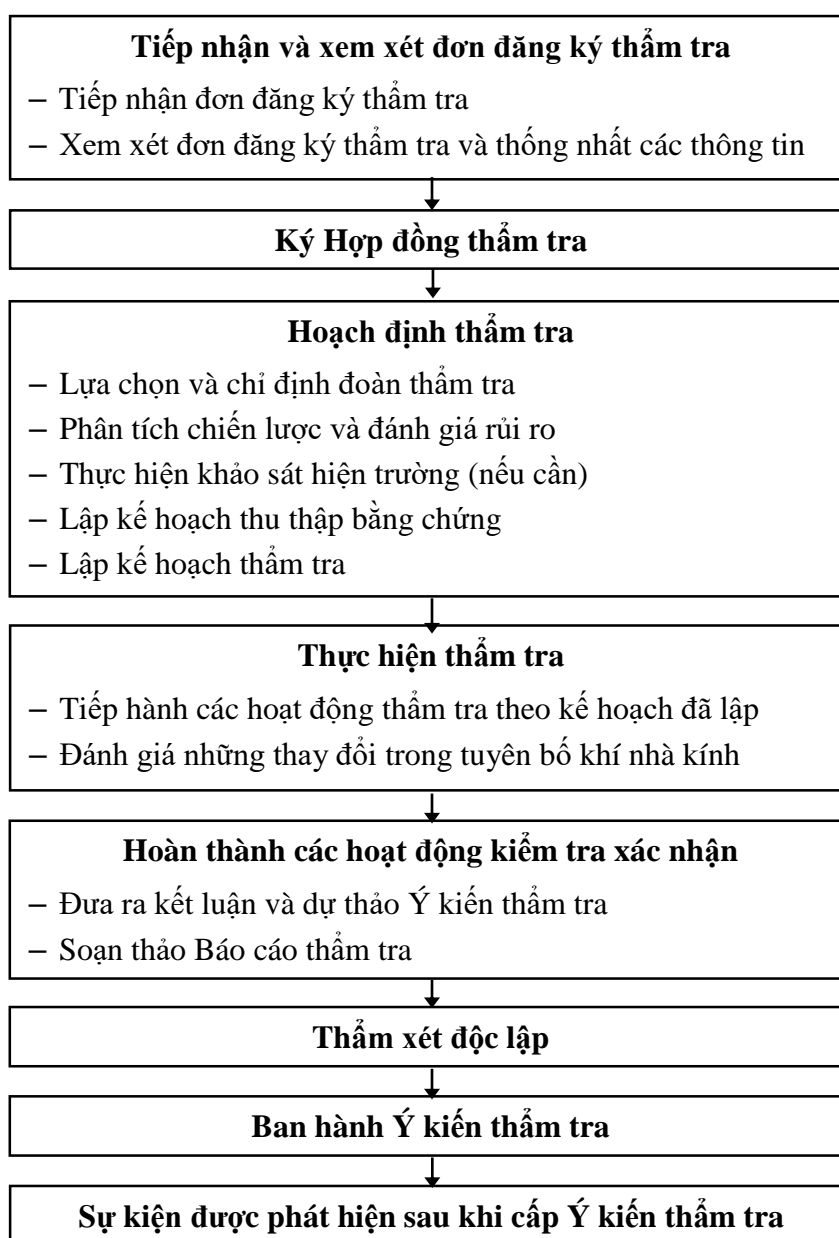 Tiếp nhận và xem xét đơn đăng ký thẩm tra
– Tiếp nhận đơn đăng ký thẩm tra
– Xem xét đơn đăng ký thẩm tra và thống nhất các thông tin
Ký Hợp đồng thẩm tra
Hoạch định thẩm tra
– Lựa chọn và chỉ định đoàn thẩm tra
– Phân tích chiến lược và đánh giá rủi ro
– Thực hiện khảo sát hiện trường (nếu cần)
– Lập kế hoạch thu thập bằng chứng
– Lập kế hoạch thẩm tra
Thực hiện thẩm tra
– Tiếp hành các hoạt động thẩm tra theo kế hoạch đã lập
– Đánh giá những thay đổi trong tuyên bố khí nhà kính
Hoàn thành các hoạt động kiểm tra xác nhận
– Đưa ra kết luận và dự thảo Ý kiến thẩm tra
– Soạn thảo Báo cáo thẩm tra
Thẩm xét độc lập
Ban hành Ý kiến thẩm tra
Sự kiện được phát hiện sau khi cấp Ý kiến thẩm tra